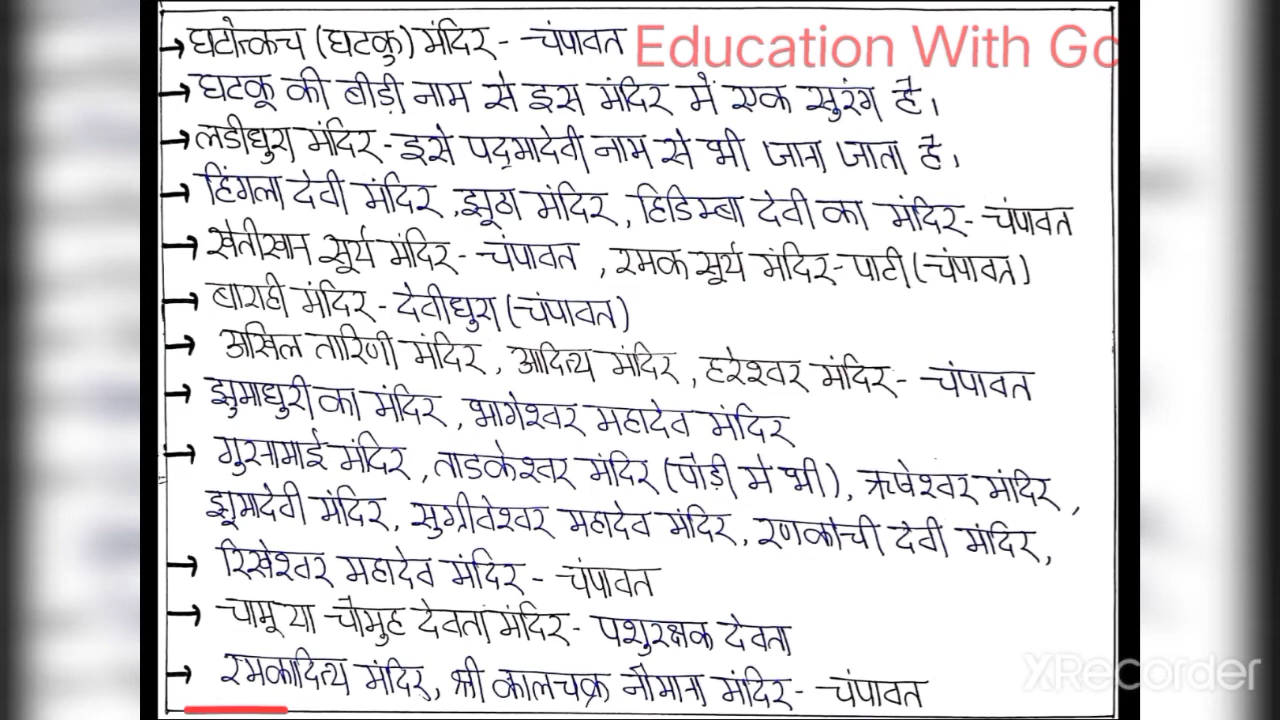 → घटोत्कच (घटकु) मंदिर - चंपावत Education With Go
→ घटकू की बीड़ी नाम से इस मंदिर में एक सुरंग है।
→ लडीधुरा मंदिर - इसे पद्मादेवी नाम से भी जाना जाता है।
→ हिंगला देवी मंदिर, झूठा मंदिर, हिडिम्बा देवी का मंदिर - चंपावत
→ खेतीखान सूर्य मंदिर - चंपावत, रमक सूर्य मंदिर - पाटी (चंपावत)
→ बाराही मंदिर - देवीधुरा (चंपावत)
→ अखिल तारिणी मंदिर, आदित्य मंदिर, हरेश्वर मंदिर - चंपावत
→ झुमाधुरी का मंदिर, भागेश्वर महादेव मंदिर
→ गुसामाई मंदिर, ताडकेश्वर मंदिर (पौड़ी मे भी), ऋषेश्वर मंदिर,
झूमादेवी मंदिर, सुग्रीवेश्वर महादेव मंदिर, रणकोची देवी मंदिर,
→ रिखेश्वर महादेव मंदिर - चंपावत
→ चामू या चौमुह देवता मंदिर - पशुरक्षक देवता
→ रमकादित्य मंदिर, श्री कालचक्र नौमाना मंदिर - चंपावत
XRecorder